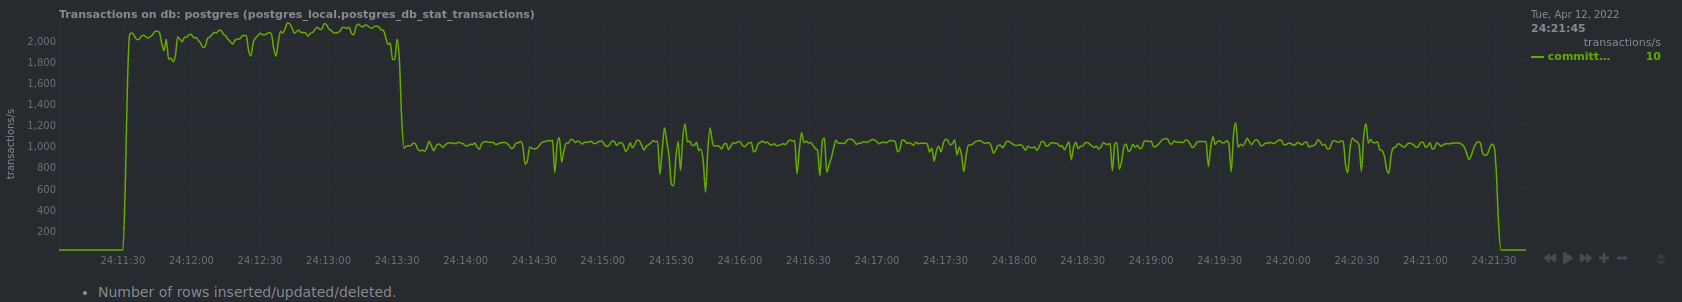 Transactions on db: postgres (postgres_local.postgres_db_stat_transactions)
Tue, Apr 12, 2022
24:21:45
transactions/s
committ... 10
transactions/s
2,000
1,800
1,600
1,400
1,200
1,000
800
600
400
200
24:11:30 24:12:00 24:12:30 24:13:00 24:13:30 24:14:00 24:14:30 24:15:00 24:15:30 24:16:00 24:16:30 24:17:00 24:17:30 24:18:00 24:18:30 24:19:00 24:19:30 24:20:00 24:20:30 24:21:00 24:21:30
• Number of rows inserted/updated/deleted.